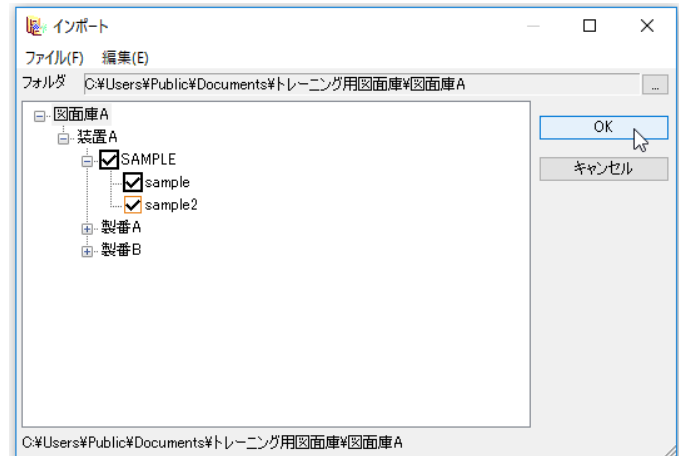 インポート
ファイル(F) 編集(E)
フォルダ C:¥Users¥Public¥Documents¥トレーニング用図面庫¥図面庫A ...
図面庫A
装置A
OK
SAMPLE
キャンセル
sample
sample2
製番A
製番B
C:¥Users¥Public¥Documents¥トレーニング用図面庫¥図面庫A